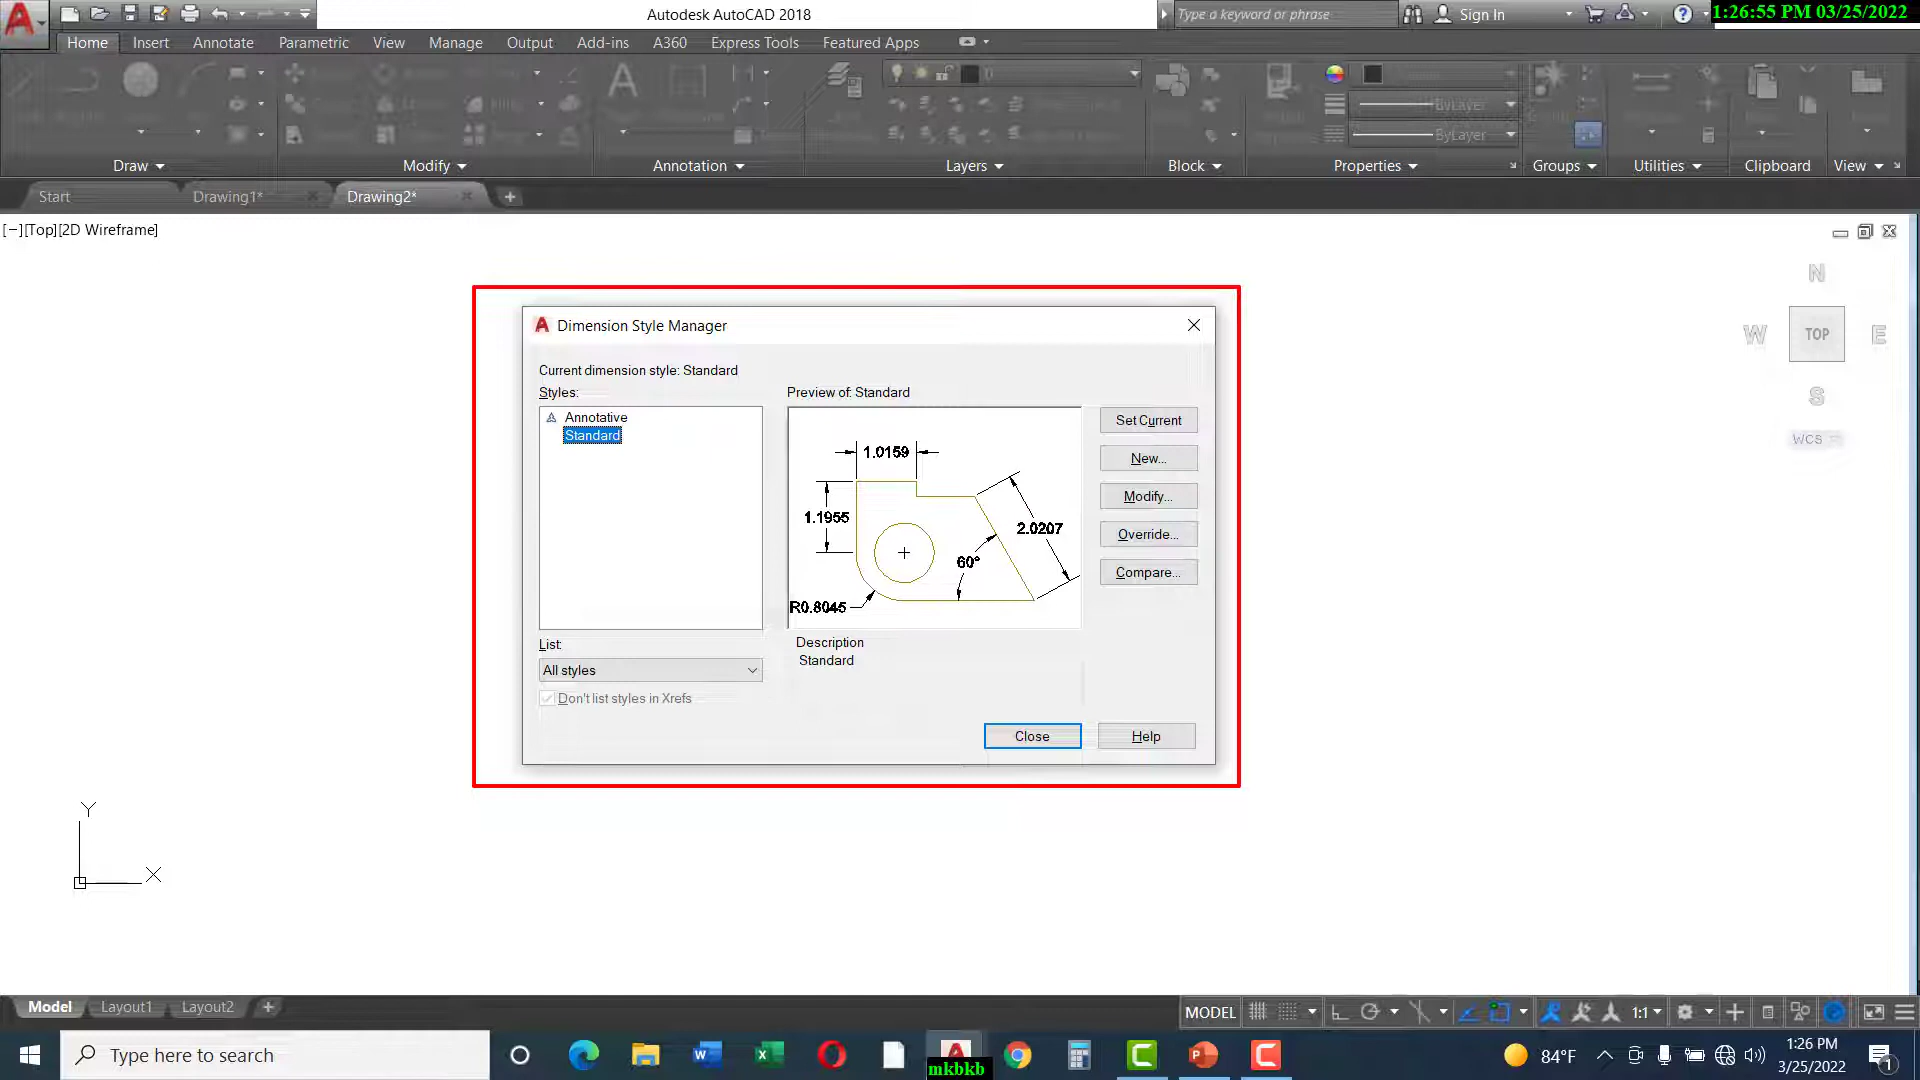 Autodesk AutoCAD 2018
Type a keyword or phrase
Sign In
1:26:55 PM 03/25/2022
Home Insert Annotate Parametric View Manage Output Add-ins A360 Express Tools Featured Apps
ByLayer
ByLayer
Draw Modify Annotation Layers Block Properties Groups Utilities Clipboard View
Start Drawing1* Drawing2*
[−][Top][2D Wireframe]
N
W TOP E
S
WCS
Dimension Style Manager
Current dimension style: Standard
Styles:
Annotative
Standard
Preview of: Standard
1.0159
1.1955
2.0207
60°
R0.8045
Set Current
New...
Modify...
Override...
Compare...
List:
All styles
Don't list styles in Xrefs
Description
Standard
Close Help
Y
X
Model Layout1 Layout2
MODEL 1:1
Type here to search
mkbkb
84°F
1:26 PM
3/25/2022
1